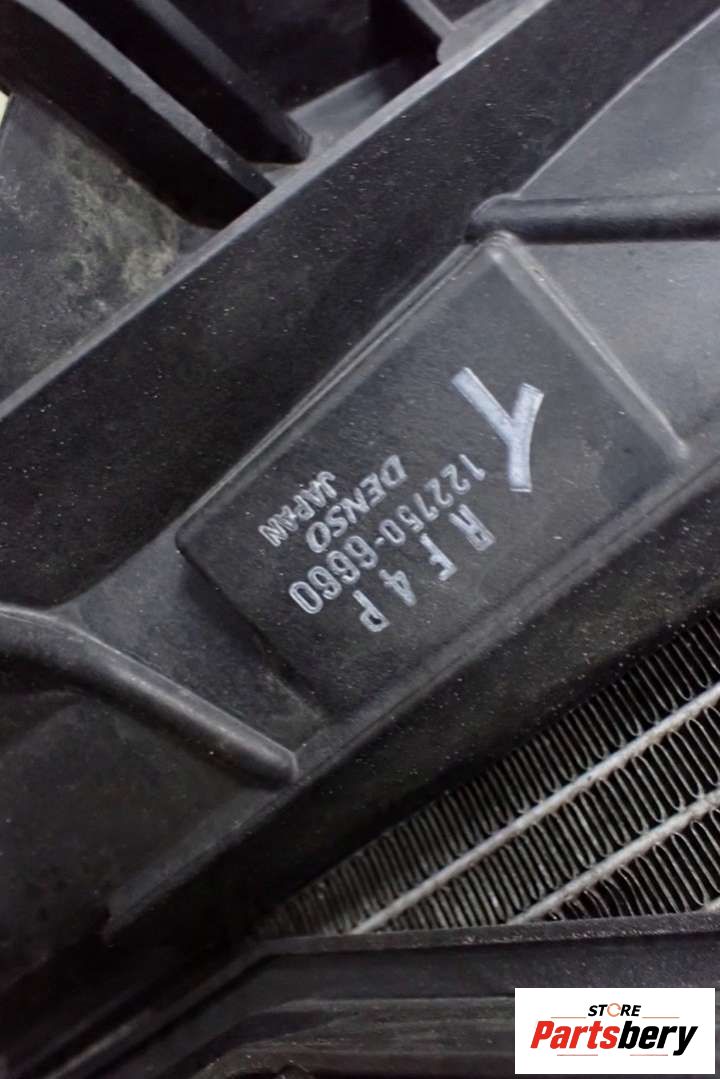 RF4P
122750-6660
DENSO
JAPAN
STORE
Partsbery